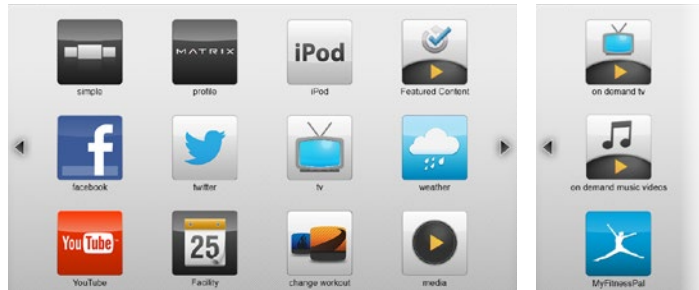 MATRIX
iPod
simple
profile
iPod
Featured Content
on demand tv
f
facebook
twitter
tv
weather
on demand music videos
You Tube
25
YouTube
Facility
change workout
media
MyFitnessPal